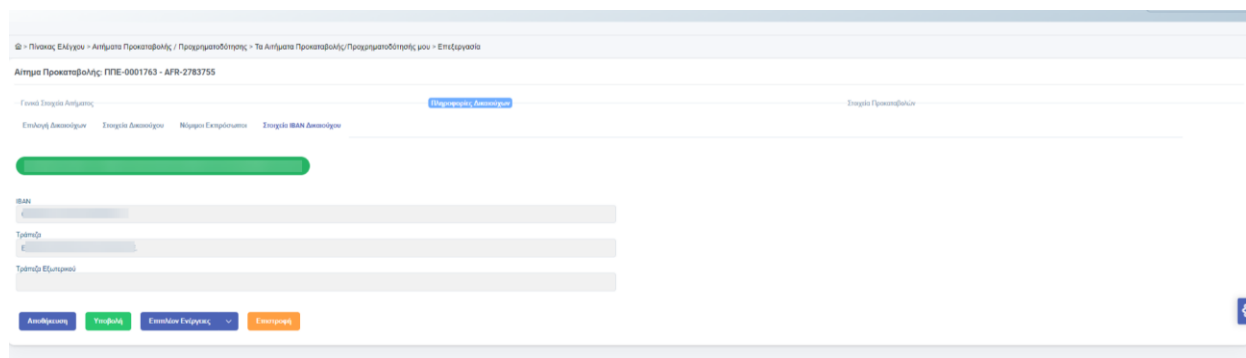 > Πίνακας Ελέγχου > Αιτήματα Προκαταβολής / Προχρηματοδότησης > Τα Αιτήματα Προκαταβολής/Προχρηματοδότησής μου > Επεξεργασία
Αίτημα Προκαταβολής: ΠΠΕ-0001763 - AFR-2783755
Γενικά Στοιχεία Αιτήματος Πληροφορίες Δικαιούχων Στοιχεία Προκαταβολών
Επιλογή Δικαιούχων Στοιχεία Δικαιούχου Νόμιμοι Εκπρόσωποι Στοιχεία IBAN Δικαιούχου
IBAN
Τράπεζα
Τράπεζα Εξωτερικού
Αποθήκευση Υποβολή Επιπλέον Ενέργειες Επιστροφή